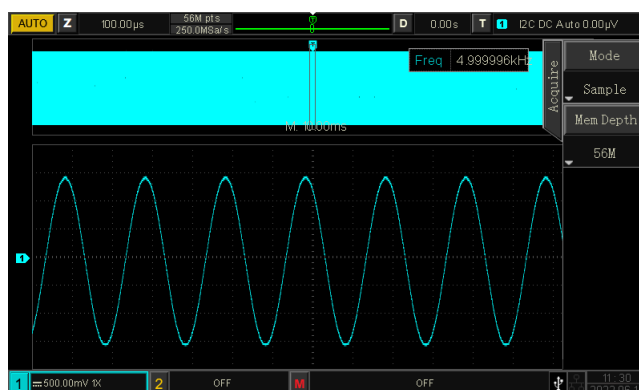 AUTO Z 100.00μs 56M pts 250.0MSa/s T D 0.00s T 1 I2C DC Auto 0.00μV
Freq 4.999996kHz
Acquire
Mode
Sample
Mem Depth
56M
M: 10.00ms
1
1 500.00mV 1X 2 OFF M OFF 11:30